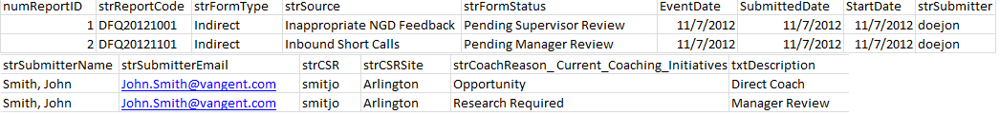 numReportID strReportCode strFormType strSource strFormStatus EventDate SubmittedDate StartDate strSubmitter
1 DFQ20121001 Indirect Inappropriate NGD Feedback Pending Supervisor Review 11/7/2012 11/7/2012 11/7/2012 doejon
2 DFQ20121101 Indirect Inbound Short Calls Pending Manager Review 11/7/2012 11/7/2012 11/7/2012 doejon
strSubmitterName strSubmitterEmail strCSR strCSRSite strCoachReason_ Current_Coaching_Initiatives txtDescription
Smith, John John.Smith@vangent.com smitjo Arlington Opportunity Direct Coach
Smith, John John.Smith@vangent.com smitjo Arlington Research Required Manager Review